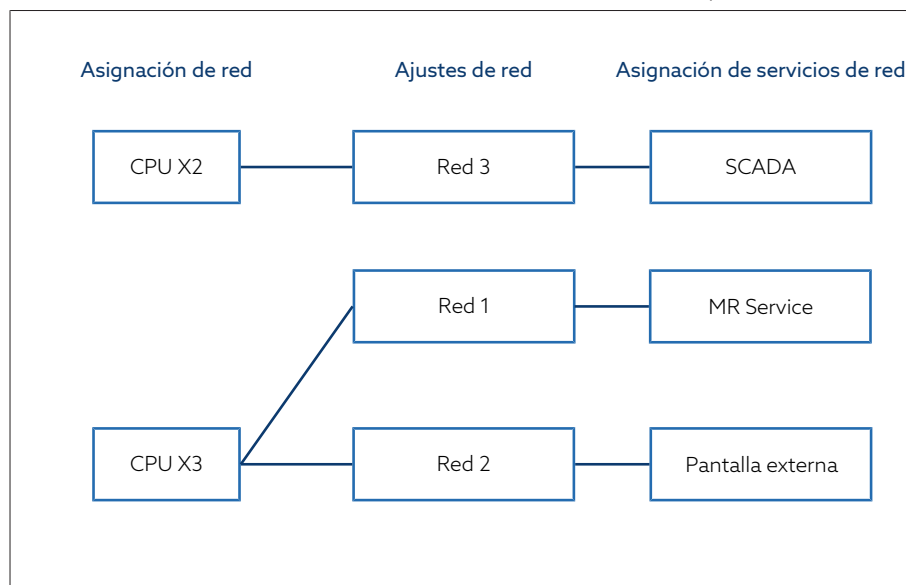 Asignación de red Ajustes de red Asignación de servicios de red
CPU X2 Red 3 SCADA
Red 1 MR Service
CPU X3 Red 2 Pantalla externa